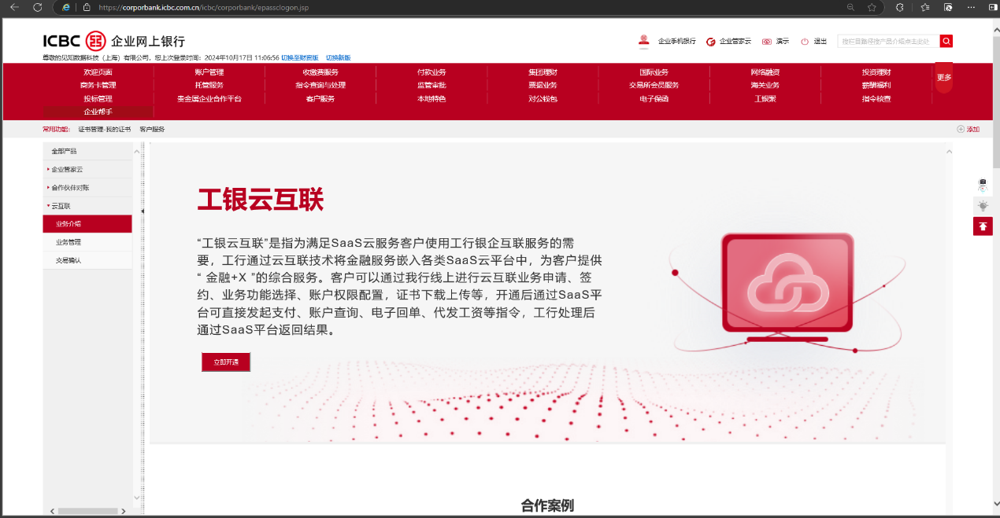 https://corporbank.icbc.com.cn/icbc/corporbank/epassclogon.jsp
ICBC 企业网上银行
企业手机银行 企业管家云 演示 退出 搜栏目路径搜产品介绍点击此处
尊敬的见知数据科技（上海）有限公司，您上次登录时间：2024年10月17日 11:06:56 切换至财资版 切换新版
欢迎页面 账户管理 收缴费服务 付款业务 集团理财 国际业务 网络融资 投资理财
更多
商务卡管理 托管服务 指令查询与处理 监管审批 票据业务 交易所会员服务 海关业务 薪酬福利
投标管理 贵金属企业合作平台 客户服务 本地特色 对公钱包 电子保函 工银聚 指令核查
企业帮手
常用功能： 证书管理-我的证书 客户服务 添加
全部产品
企业管家云
合作伙伴对账
云互联
业务介绍
业务管理
交易确认
工银云互联
“工银云互联”是指为满足SaaS云服务客户使用工行银企互联服务的需
要，工行通过云互联技术将金融服务嵌入各类SaaS云平台中，为客户提供
“ 金融+X ”的综合服务。客户可以通过我行线上进行云互联业务申请、签
约、业务功能选择、账户权限配置，证书下载上传等，开通后通过SaaS平
台可直接发起支付、账户查询、电子回单、代发工资等指令，工行处理后
通过SaaS平台返回结果。
立即开通
合作案例